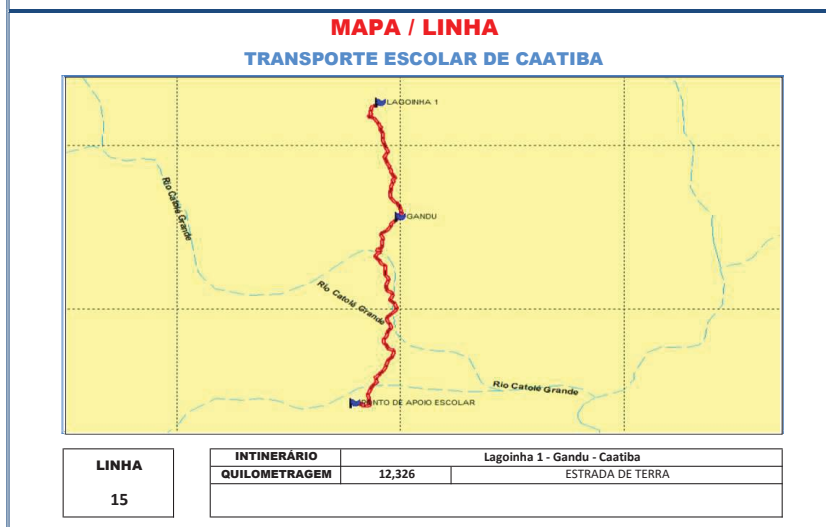 MAPA / LINHA
TRANSPORTE ESCOLAR DE CAATIBA
LAGOINHA 1
Rio Catolé Grande
GANDU
Rio Catolé Grande
Rio Catolé Grande
PONTO DE APOIO ESCOLAR
LINHA
15
INTINERÁRIO Lagoinha 1 - Gandu - Caatiba
QUILOMETRAGEM 12,326 ESTRADA DE TERRA